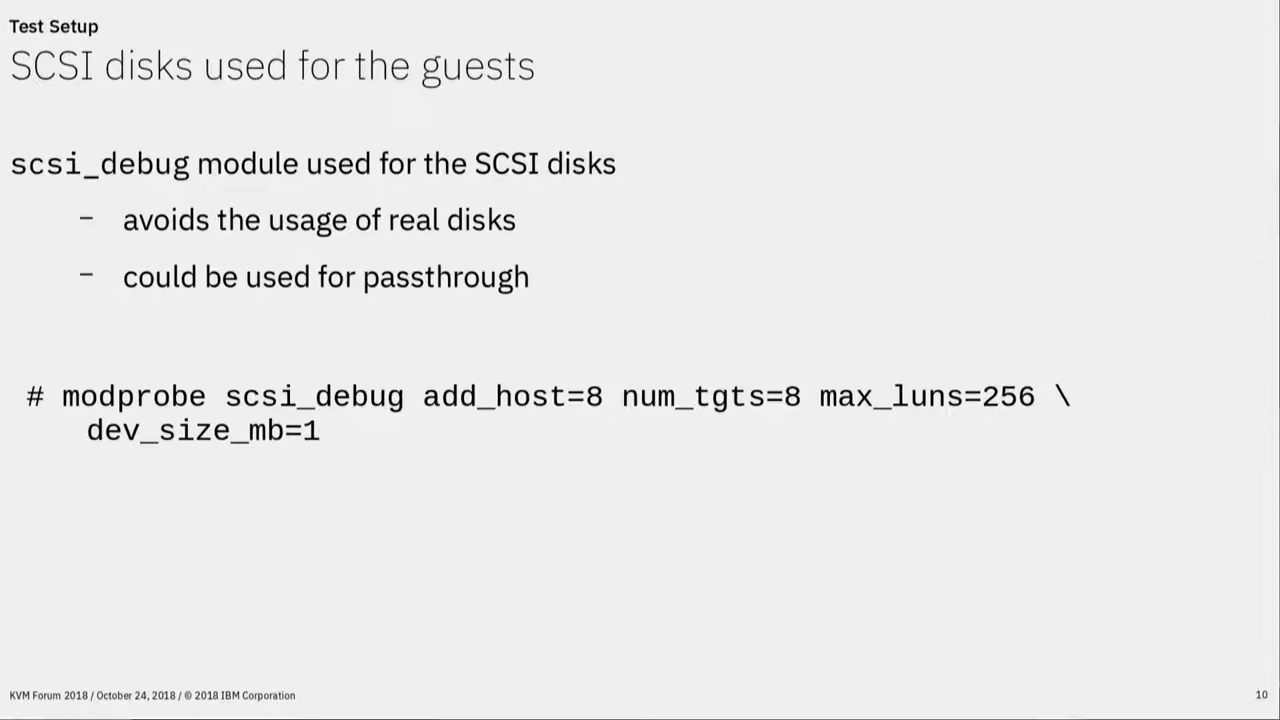 Test Setup
SCSI disks used for the guests
scsi_debug module used for the SCSI disks
– avoids the usage of real disks
– could be used for passthrough
# modprobe scsi_debug add_host=8 num_tgts=8 max_luns=256 \
dev_size_mb=1
KVM Forum 2018 / October 24, 2018 / © 2018 IBM Corporation
10